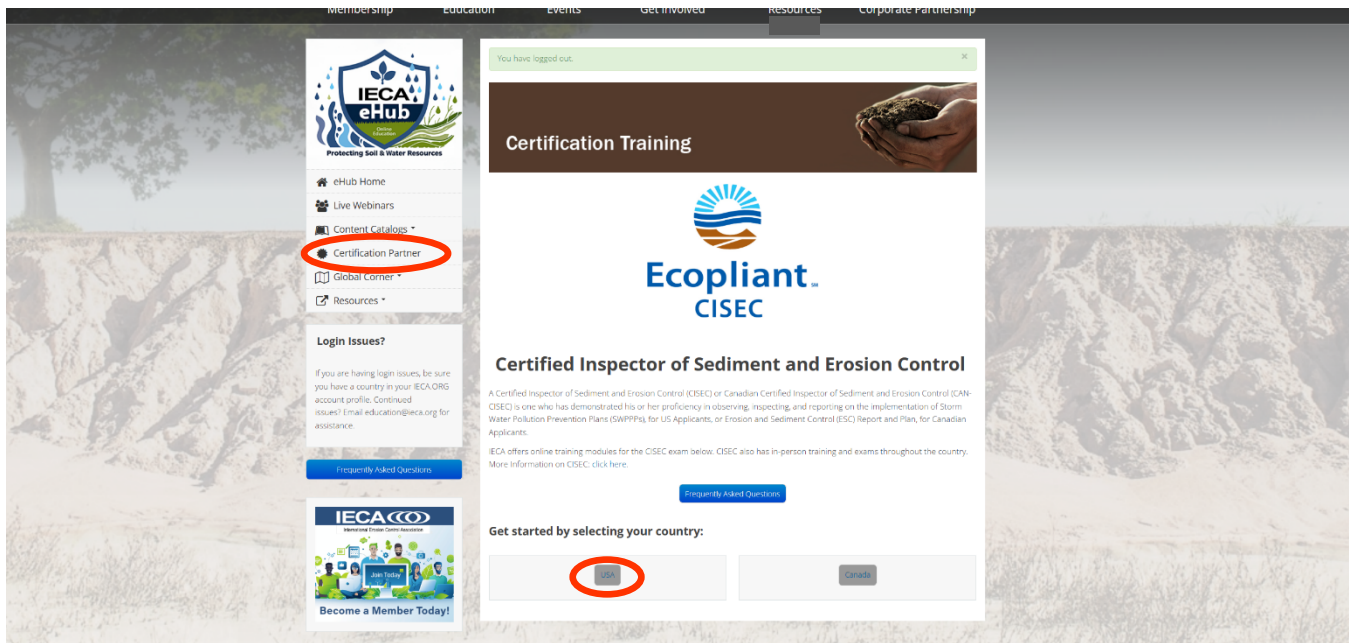 Membership Education Events Get Involved Resources Corporate Partnership
IECA
eHub
Online
Education
Protecting Soil & Water Resources
eHub Home
Live Webinars
Content Catalogs
Certification Partner
Global Corner
Resources
Login Issues?
If you are having login issues, be sure
you have a country in your IECA.ORG
account profile. Continued
issues? Email education@ieca.org for
assistance.
Frequently Asked Questions
IECA
International Erosion Control Association
Join Today
Become a Member Today!
You have logged out.
×
Certification Training
Ecopliant
CISEC
Certified Inspector of Sediment and Erosion Control
A Certified Inspector of Sediment and Erosion Control (CISEC) or Canadian Certified Inspector of Sediment and Erosion Control (CAN-
CISEC) is one who has demonstrated his or her proficiency in observing, inspecting, and reporting on the implementation of Storm
Water Pollution Prevention Plans (SWPPPs), for US Applicants, or Erosion and Sediment Control (ESC) Report and Plan, for Canadian
Applicants.
IECA offers online training modules for the CISEC exam below. CISEC also has in-person training and exams throughout the country.
More Information on CISEC: click here.
Frequently Asked Questions
Get started by selecting your country:
USA
Canada